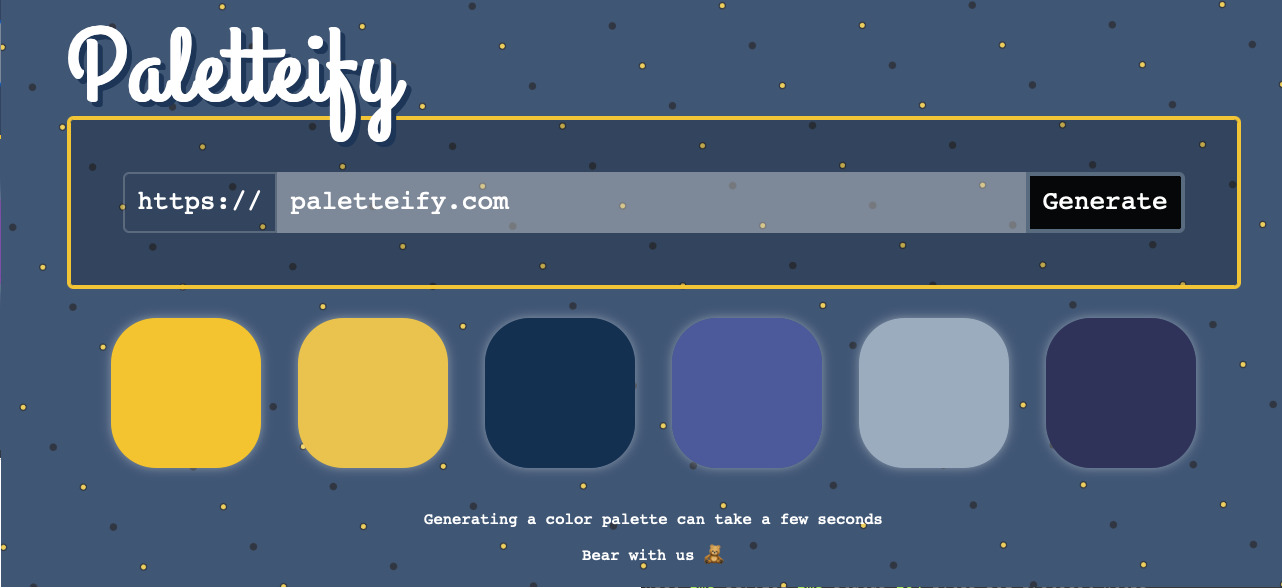 Paletteify
https:// paletteify.com Generate
Generating a color palette can take a few seconds
Bear with us 🧸